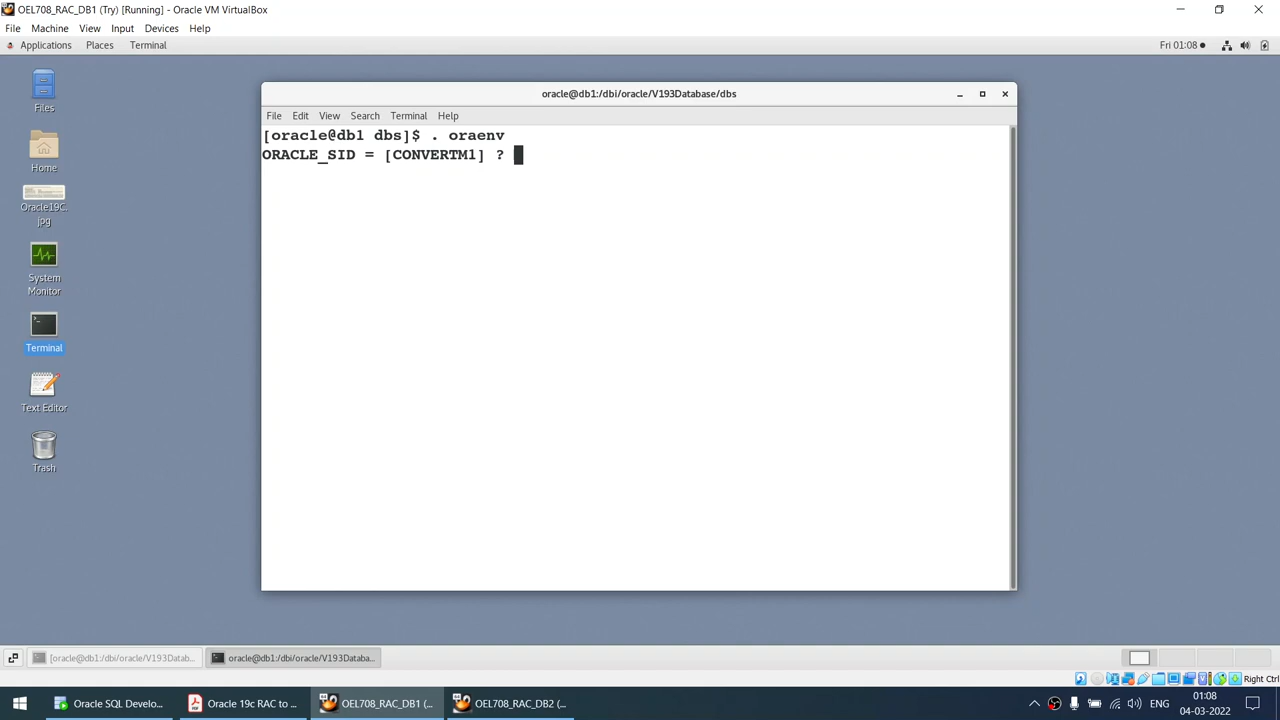 OEL708_RAC_DB1 (Try) [Running] - Oracle VM VirtualBox
File Machine View Input Devices Help
Applications Places Terminal Fri 01:08
Files
Home
Oracle19C.
jpg
System
Monitor
Terminal
Text Editor
Trash
oracle@db1:/dbi/oracle/V193Database/dbs
File Edit View Search Terminal Help
[oracle@db1 dbs]$ . oraenv
ORACLE_SID = [CONVERTM1] ?
[oracle@db1:/dbi/oracle/V193Datab... oracle@db1:/dbi/oracle/V193Databa...
Right Ctrl
Oracle SQL Develo... Oracle 19c RAC to ... OEL708_RAC_DB1 (... OEL708_RAC_DB2 (... ENG 01:08
04-03-2022